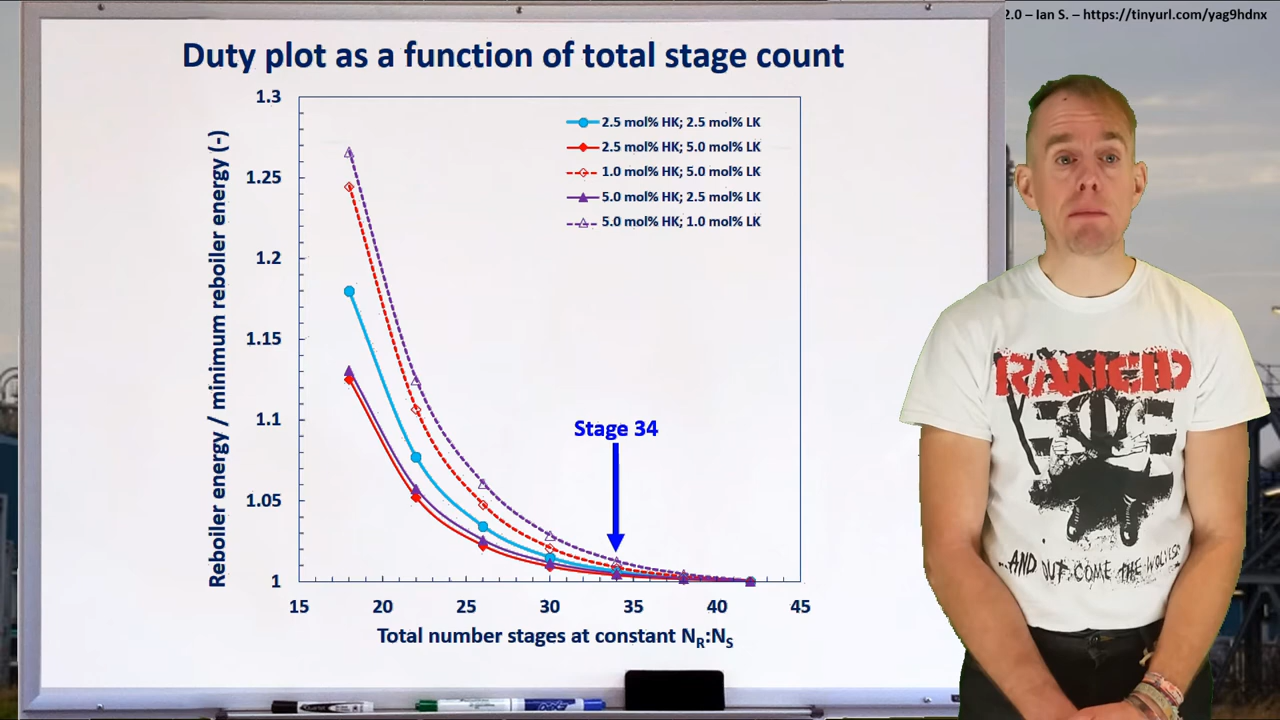 2.0 – Ian S. – https://tinyurl.com/yag9hdnx
Duty plot as a function of total stage count
Reboiler energy / minimum reboiler energy (-)
1.3
1.25
1.2
1.15
1.1
1.05
1
2.5 mol% HK; 2.5 mol% LK
2.5 mol% HK; 5.0 mol% LK
1.0 mol% HK; 5.0 mol% LK
5.0 mol% HK; 2.5 mol% LK
5.0 mol% HK; 1.0 mol% LK
Stage 34
15 20 25 30 35 40 45
Total number stages at constant NR:NS
RANCID
...AND OUT COME THE WOLVES